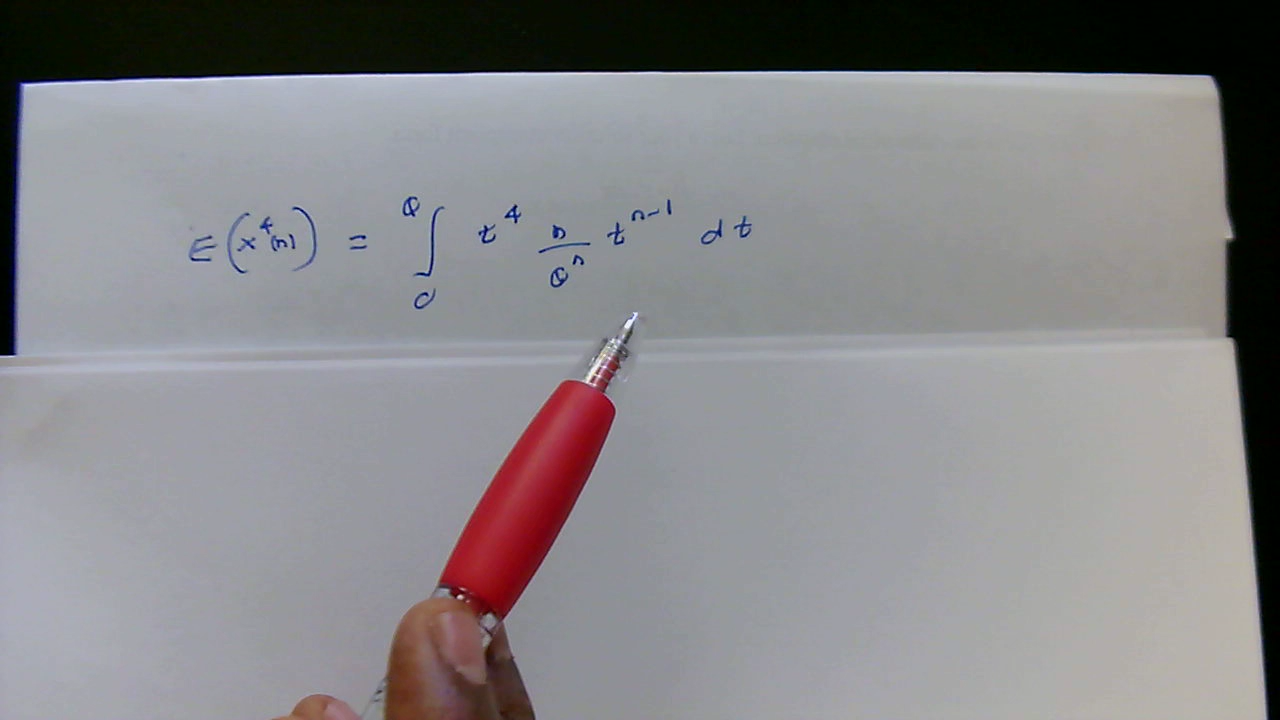 E(X⁴(n)) = ∫₀^θ t⁴ n/θⁿ tⁿ⁻¹ dt